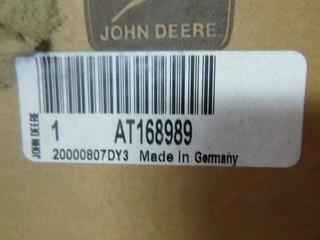 JOHN DEERE
JOHN DEERE
1 AT168989
20000807DY3 Made in Germany